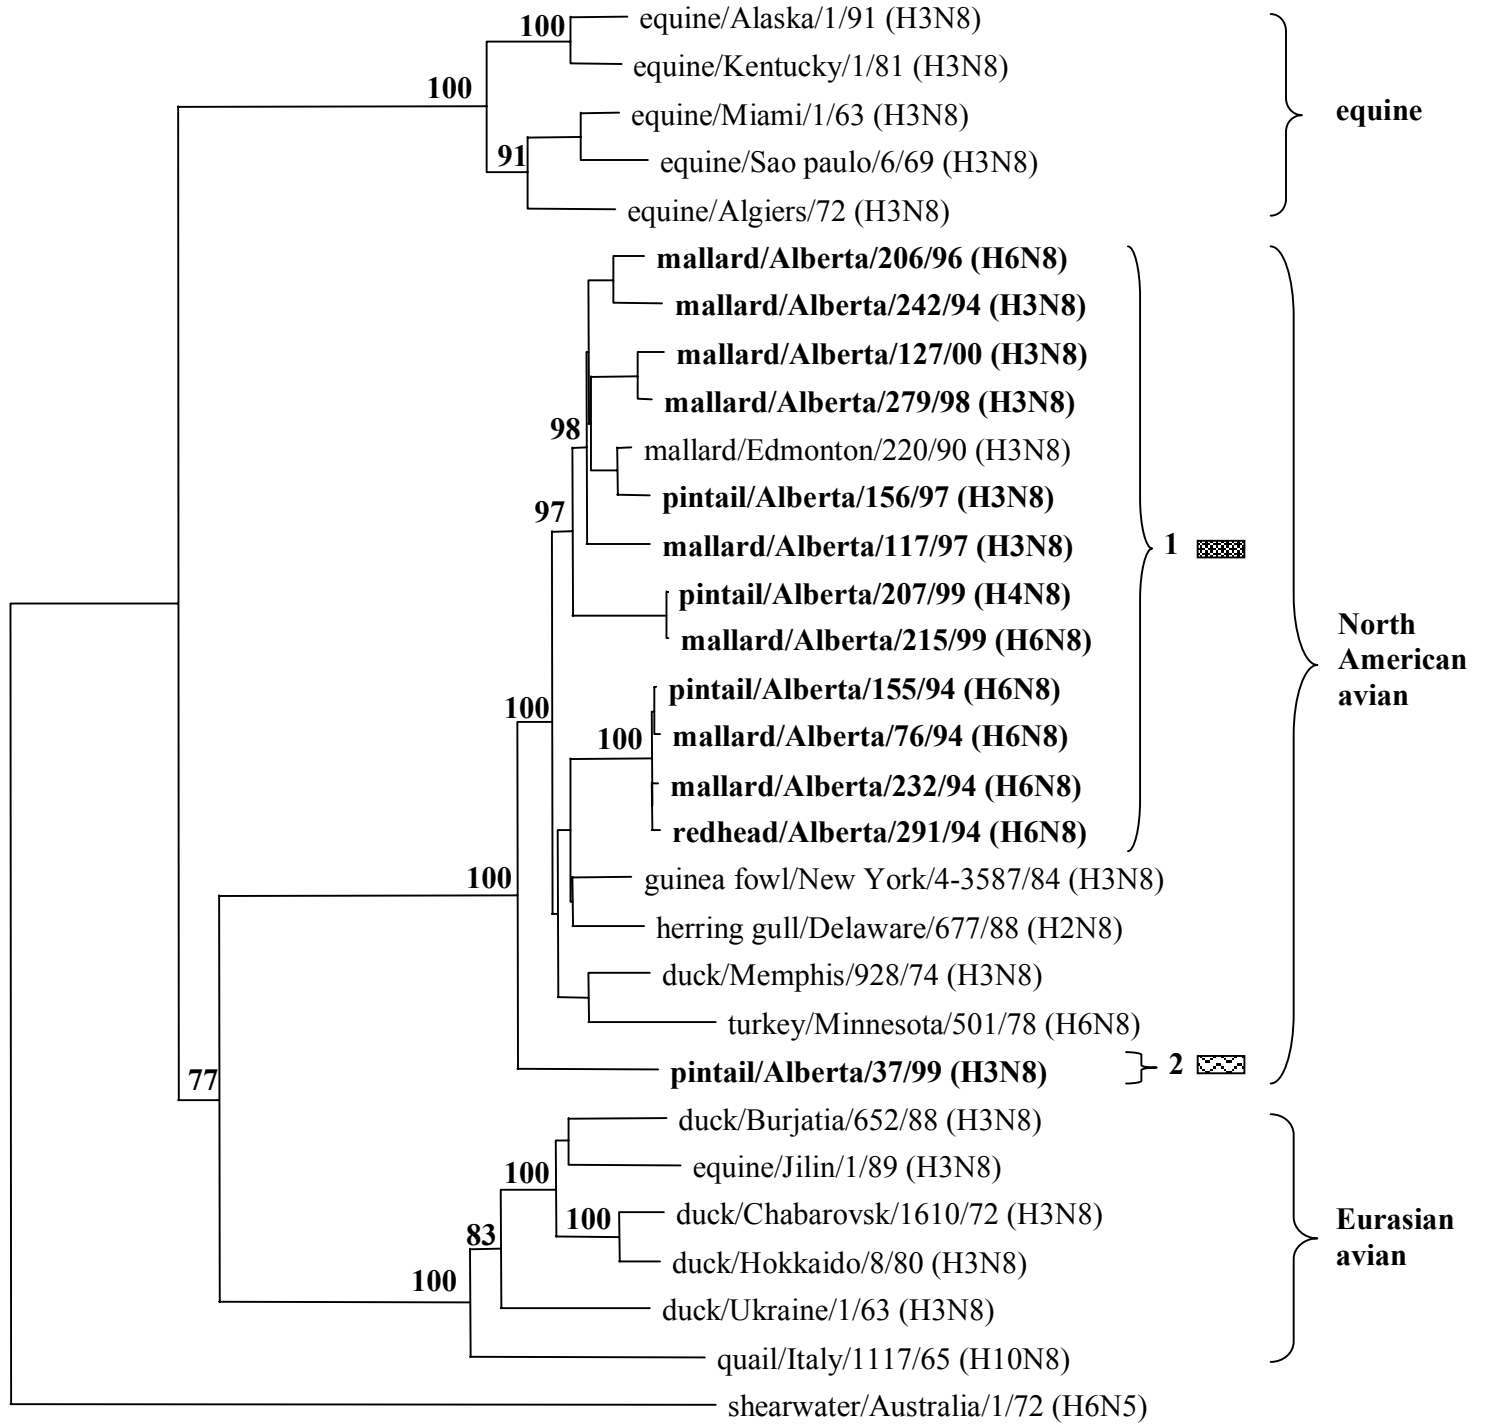 100
equine/Alaska/1/91 (H3N8)
equine/Kentucky/1/81 (H3N8)
100
equine/Miami/1/63 (H3N8)
equine
91
equine/Sao paulo/6/69 (H3N8)
equine/Algiers/72 (H3N8)
mallard/Alberta/206/96 (H6N8)
mallard/Alberta/242/94 (H3N8)
mallard/Alberta/127/00 (H3N8)
mallard/Alberta/279/98 (H3N8)
98
mallard/Edmonton/220/90 (H3N8)
pintail/Alberta/156/97 (H3N8)
97
mallard/Alberta/117/97 (H3N8)
1
pintail/Alberta/207/99 (H4N8)
mallard/Alberta/215/99 (H6N8)
North
American
avian
pintail/Alberta/155/94 (H6N8)
100
mallard/Alberta/76/94 (H6N8)
100
mallard/Alberta/232/94 (H6N8)
redhead/Alberta/291/94 (H6N8)
100
guinea fowl/New York/4-3587/84 (H3N8)
herring gull/Delaware/677/88 (H2N8)
duck/Memphis/928/74 (H3N8)
turkey/Minnesota/501/78 (H6N8)
77
pintail/Alberta/37/99 (H3N8)
2
duck/Burjatia/652/88 (H3N8)
100
equine/Jilin/1/89 (H3N8)
100
duck/Chabarovsk/1610/72 (H3N8)
Eurasian
avian
83
duck/Hokkaido/8/80 (H3N8)
100
duck/Ukraine/1/63 (H3N8)
quail/Italy/1117/65 (H10N8)
shearwater/Australia/1/72 (H6N5)